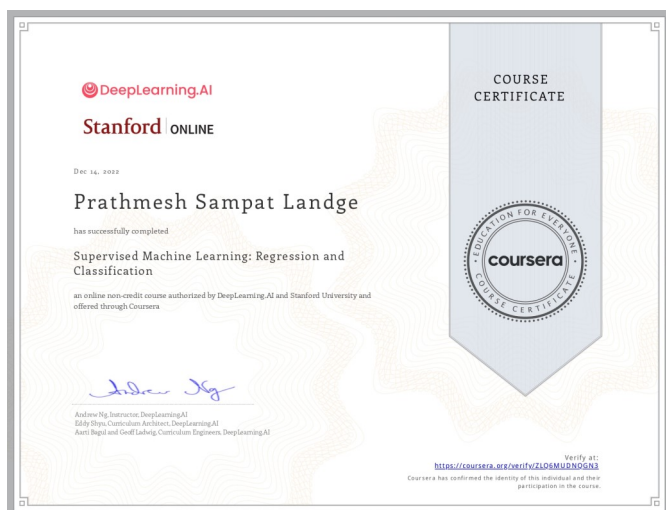 DeepLearning.AI
Stanford ONLINE
Dec 14, 2022
Prathmesh Sampat Landge
has successfully completed
Supervised Machine Learning: Regression and
Classification
an online non-credit course authorized by DeepLearning.AI and Stanford University and
offered through Coursera
Andrew Ng
Andrew Ng, Instructor, DeepLearning.AI
Eddy Shyu, Curriculum Architect, DeepLearning.AI
Aarti Bagul and Geoff Ladwig, Curriculum Engineers, DeepLearning.AI
COURSE
CERTIFICATE
EDUCATION FOR EVERYONE
coursera
COURSE CERTIFICATE
Verify at:
https://coursera.org/verify/ZLQ6MUDNQGN3
Coursera has confirmed the identity of this individual and their
participation in the course.